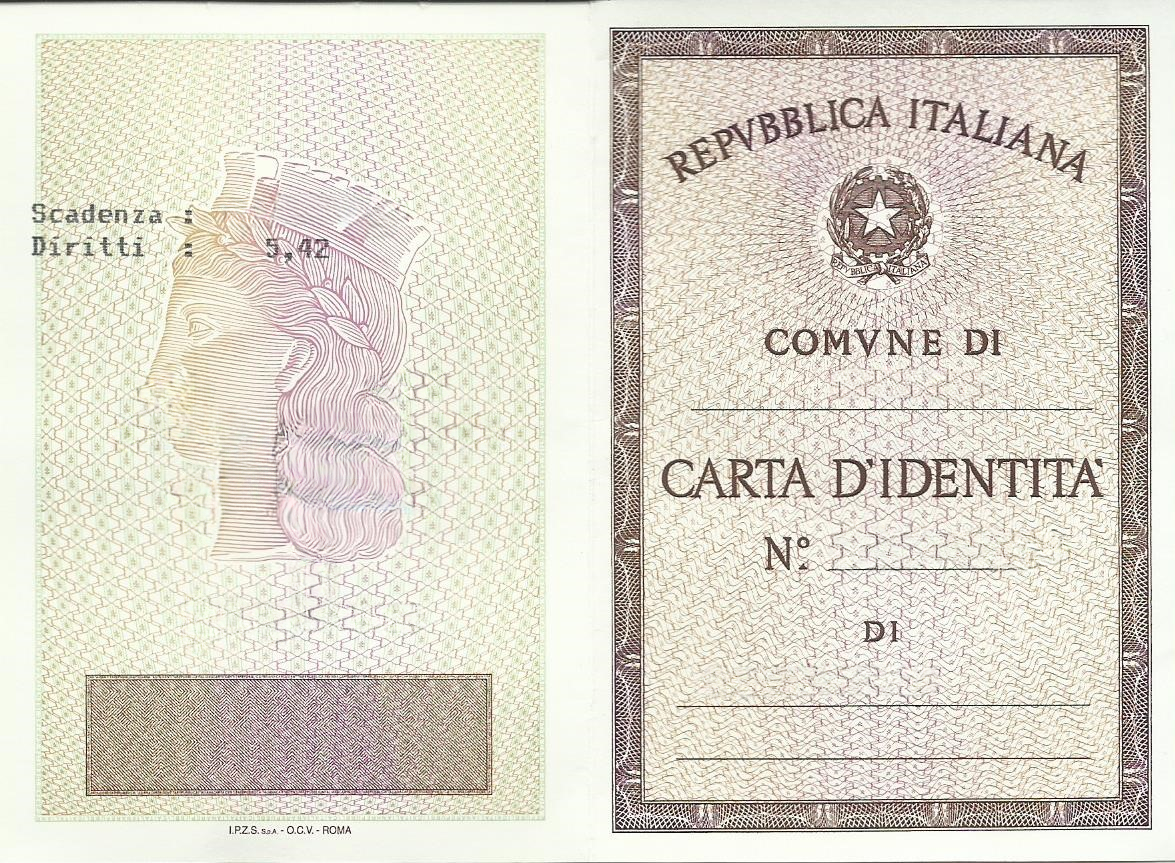 Scadenza :
Diritti : 5,42
I.P.Z.S. S.p.A. - O.C.V. - ROMA
REPVBBLICA ITALIANA
REPVBBLICA ITALIANA
COMVNE DI
CARTA D'IDENTITA'
N°
DI